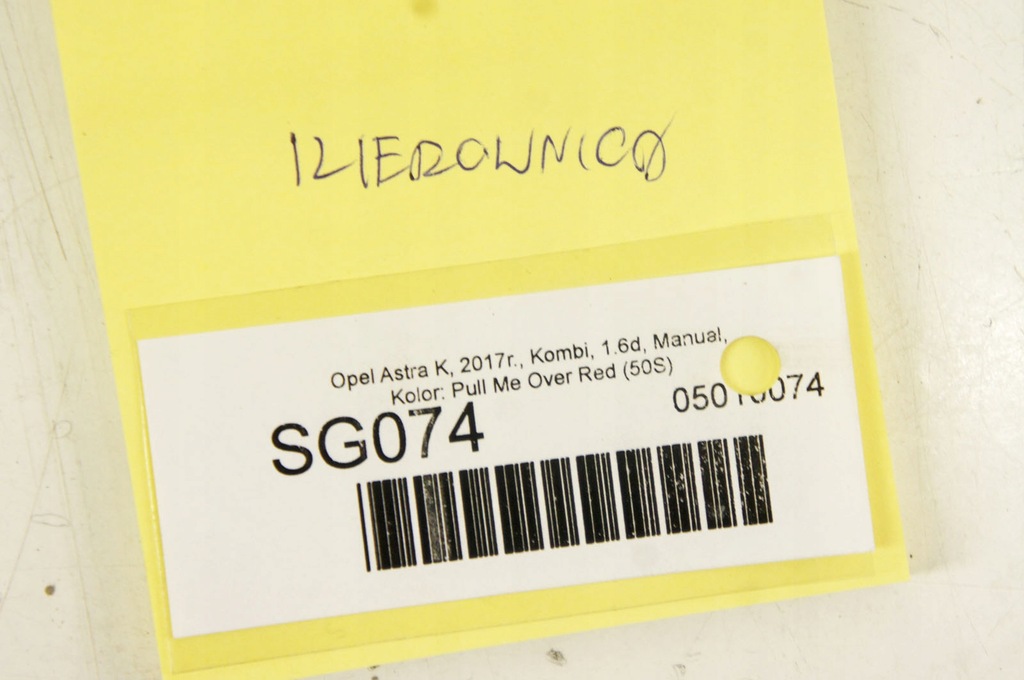 KIEROWNICA
Opel Astra K, 2017r., Kombi, 1.6d, Manual,
Kolor: Pull Me Over Red (50S)
SG074